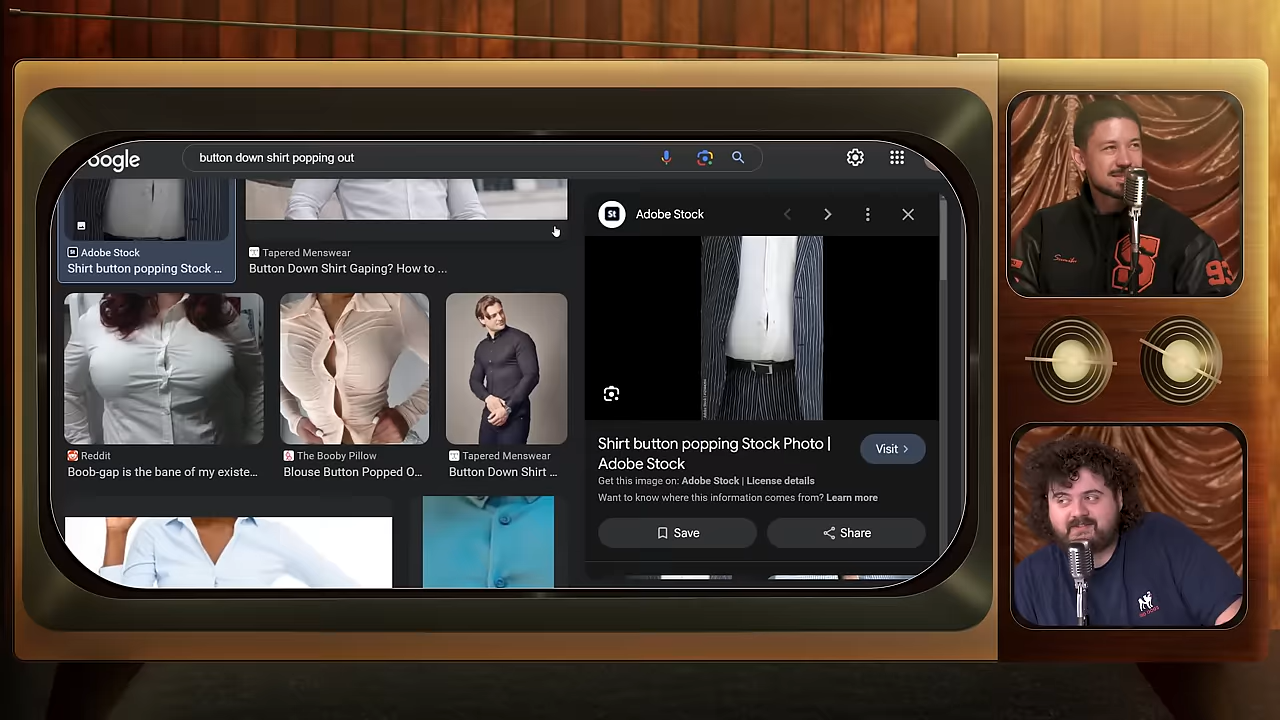 oogle
button down shirt popping out
Adobe Stock
Shirt button popping Stock ...
Tapered Menswear
Button Down Shirt Gaping? How to ...
Reddit
Boob-gap is the bane of my existe...
The Booby Pillow
Blouse Button Popped O...
Tapered Menswear
Button Down Shirt ...
St
Adobe Stock
Shirt button popping Stock Photo |
Adobe Stock
Visit >
Get this image on: Adobe Stock | License details
Want to know where this information comes from? Learn more
Save
Share
S
93